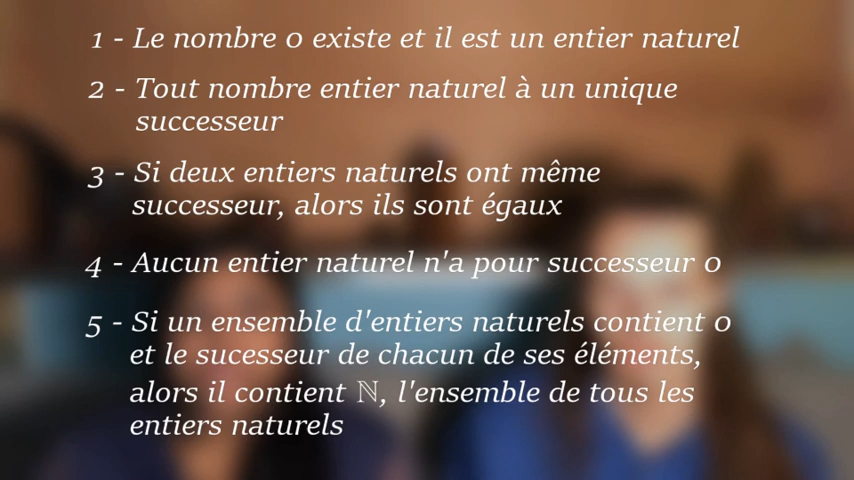 1 - Le nombre 0 existe et il est un entier naturel
2 - Tout nombre entier naturel à un unique
successeur
3 - Si deux entiers naturels ont même
successeur, alors ils sont égaux
4 - Aucun entier naturel n'a pour successeur 0
5 - Si un ensemble d'entiers naturels contient 0
et le sucesseur de chacun de ses éléments,
alors il contient ℕ, l'ensemble de tous les
entiers naturels